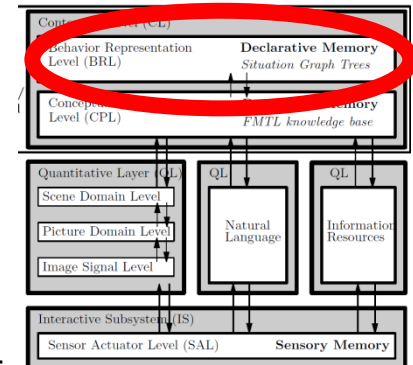 (CL)
Behavior Representation
Level (BRL)
Declarative Memory
Situation Graph Trees
Level (CPL)
FMTL knowledge base
Quantitative Layer (QL)
Scene Domain Level
Picture Domain Level
Image Signal Level
QL
Natural
Language
QL
Information
Resources
Interactive Subsystem (IS)
Sensor Actuator Level (SAL)
Sensory Memory